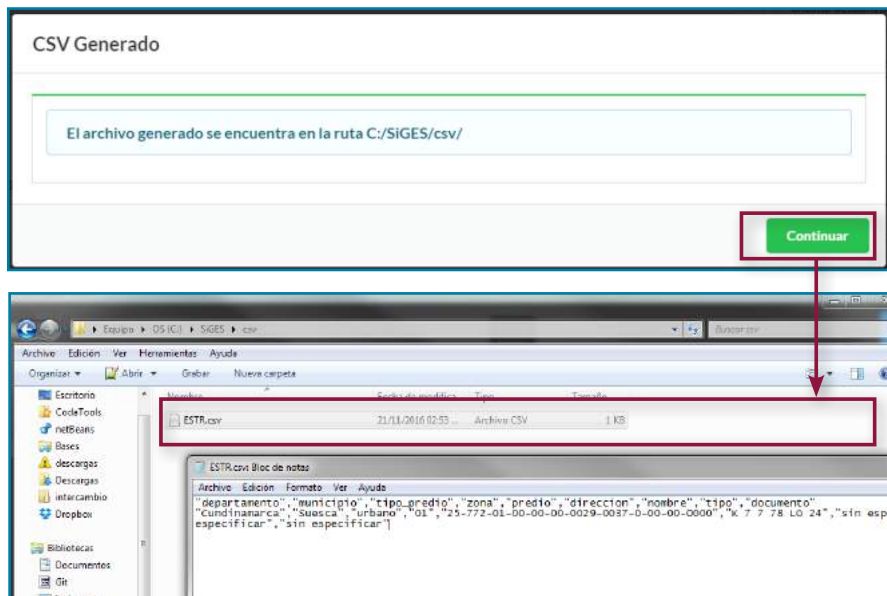 CSV Generado
El archivo generado se encuentra en la ruta C:/SiGES/csv/
Continuar
Equipo ▸ OS (C:) ▸ SiGES ▸ csv
Buscar csv
Archivo Edición Ver Herramientas Ayuda
Organizar Abrir Grabar Nueva carpeta
Nombre Fecha de modifica... Tipo Tamaño
Escritorio
CodeTools
netBeans
Bases
descargas
Descargas
intercambio
Dropbox
Bibliotecas
Documentos
Git
ESTR.csv 21/11/2016 02:53 ... Archivo CSV 1 KB
ESTR.csv: Bloc de notas
Archivo Edición Formato Ver Ayuda
"departamento","municipio","tipo_predio","zona","predio","direccion","nombre","tipo","documento"
"Cundinamarca","Suesca","urbano","01","25-772-01-00-00-00-0029-0037-0-00-00-0000","K 7 7 78 LO 24","sin esp
especificar","sin especificar"